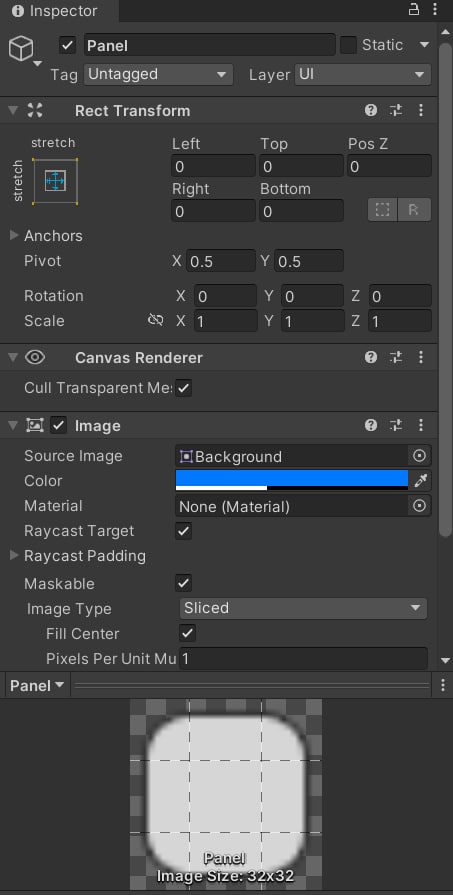 Inspector
Panel
Static
Tag Untagged Layer UI
Rect Transform
stretch
stretch
Left Top Pos Z
0 0 0
Right Bottom
0 0 R
Anchors
Pivot X 0.5 Y 0.5
Rotation X 0 Y 0 Z 0
Scale X 1 Y 1 Z 1
Canvas Renderer
Cull Transparent Me
Image
Source Image Background
Color
Material None (Material)
Raycast Target
Raycast Padding
Maskable
Image Type Sliced
Fill Center
Pixels Per Unit Mu 1
Panel
Panel
Image Size: 32x32